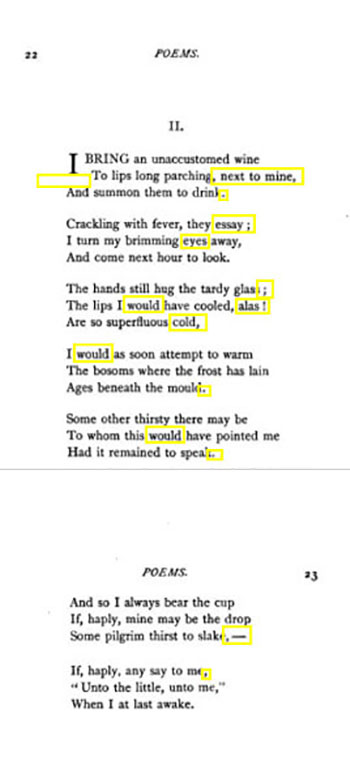 22 POEMS.
II.
I BRING an unaccustomed wine
To lips long parching, next to mine,
And summon them to drink.
Crackling with fever, they essay;
I turn my brimming eyes away,
And come next hour to look.
The hands still hug the tardy glass;
The lips I would have cooled, alas!
Are so superfluous cold,
I would as soon attempt to warm
The bosoms where the frost has lain
Ages beneath the mould.
Some other thirsty there may be
To whom this would have pointed me
Had it remained to speak.
POEMS. 23
And so I always bear the cup
If, haply, mine may be the drop
Some pilgrim thirst to slake,—
If, haply, any say to me,
"Unto the little, unto me,"
When I at last awake.